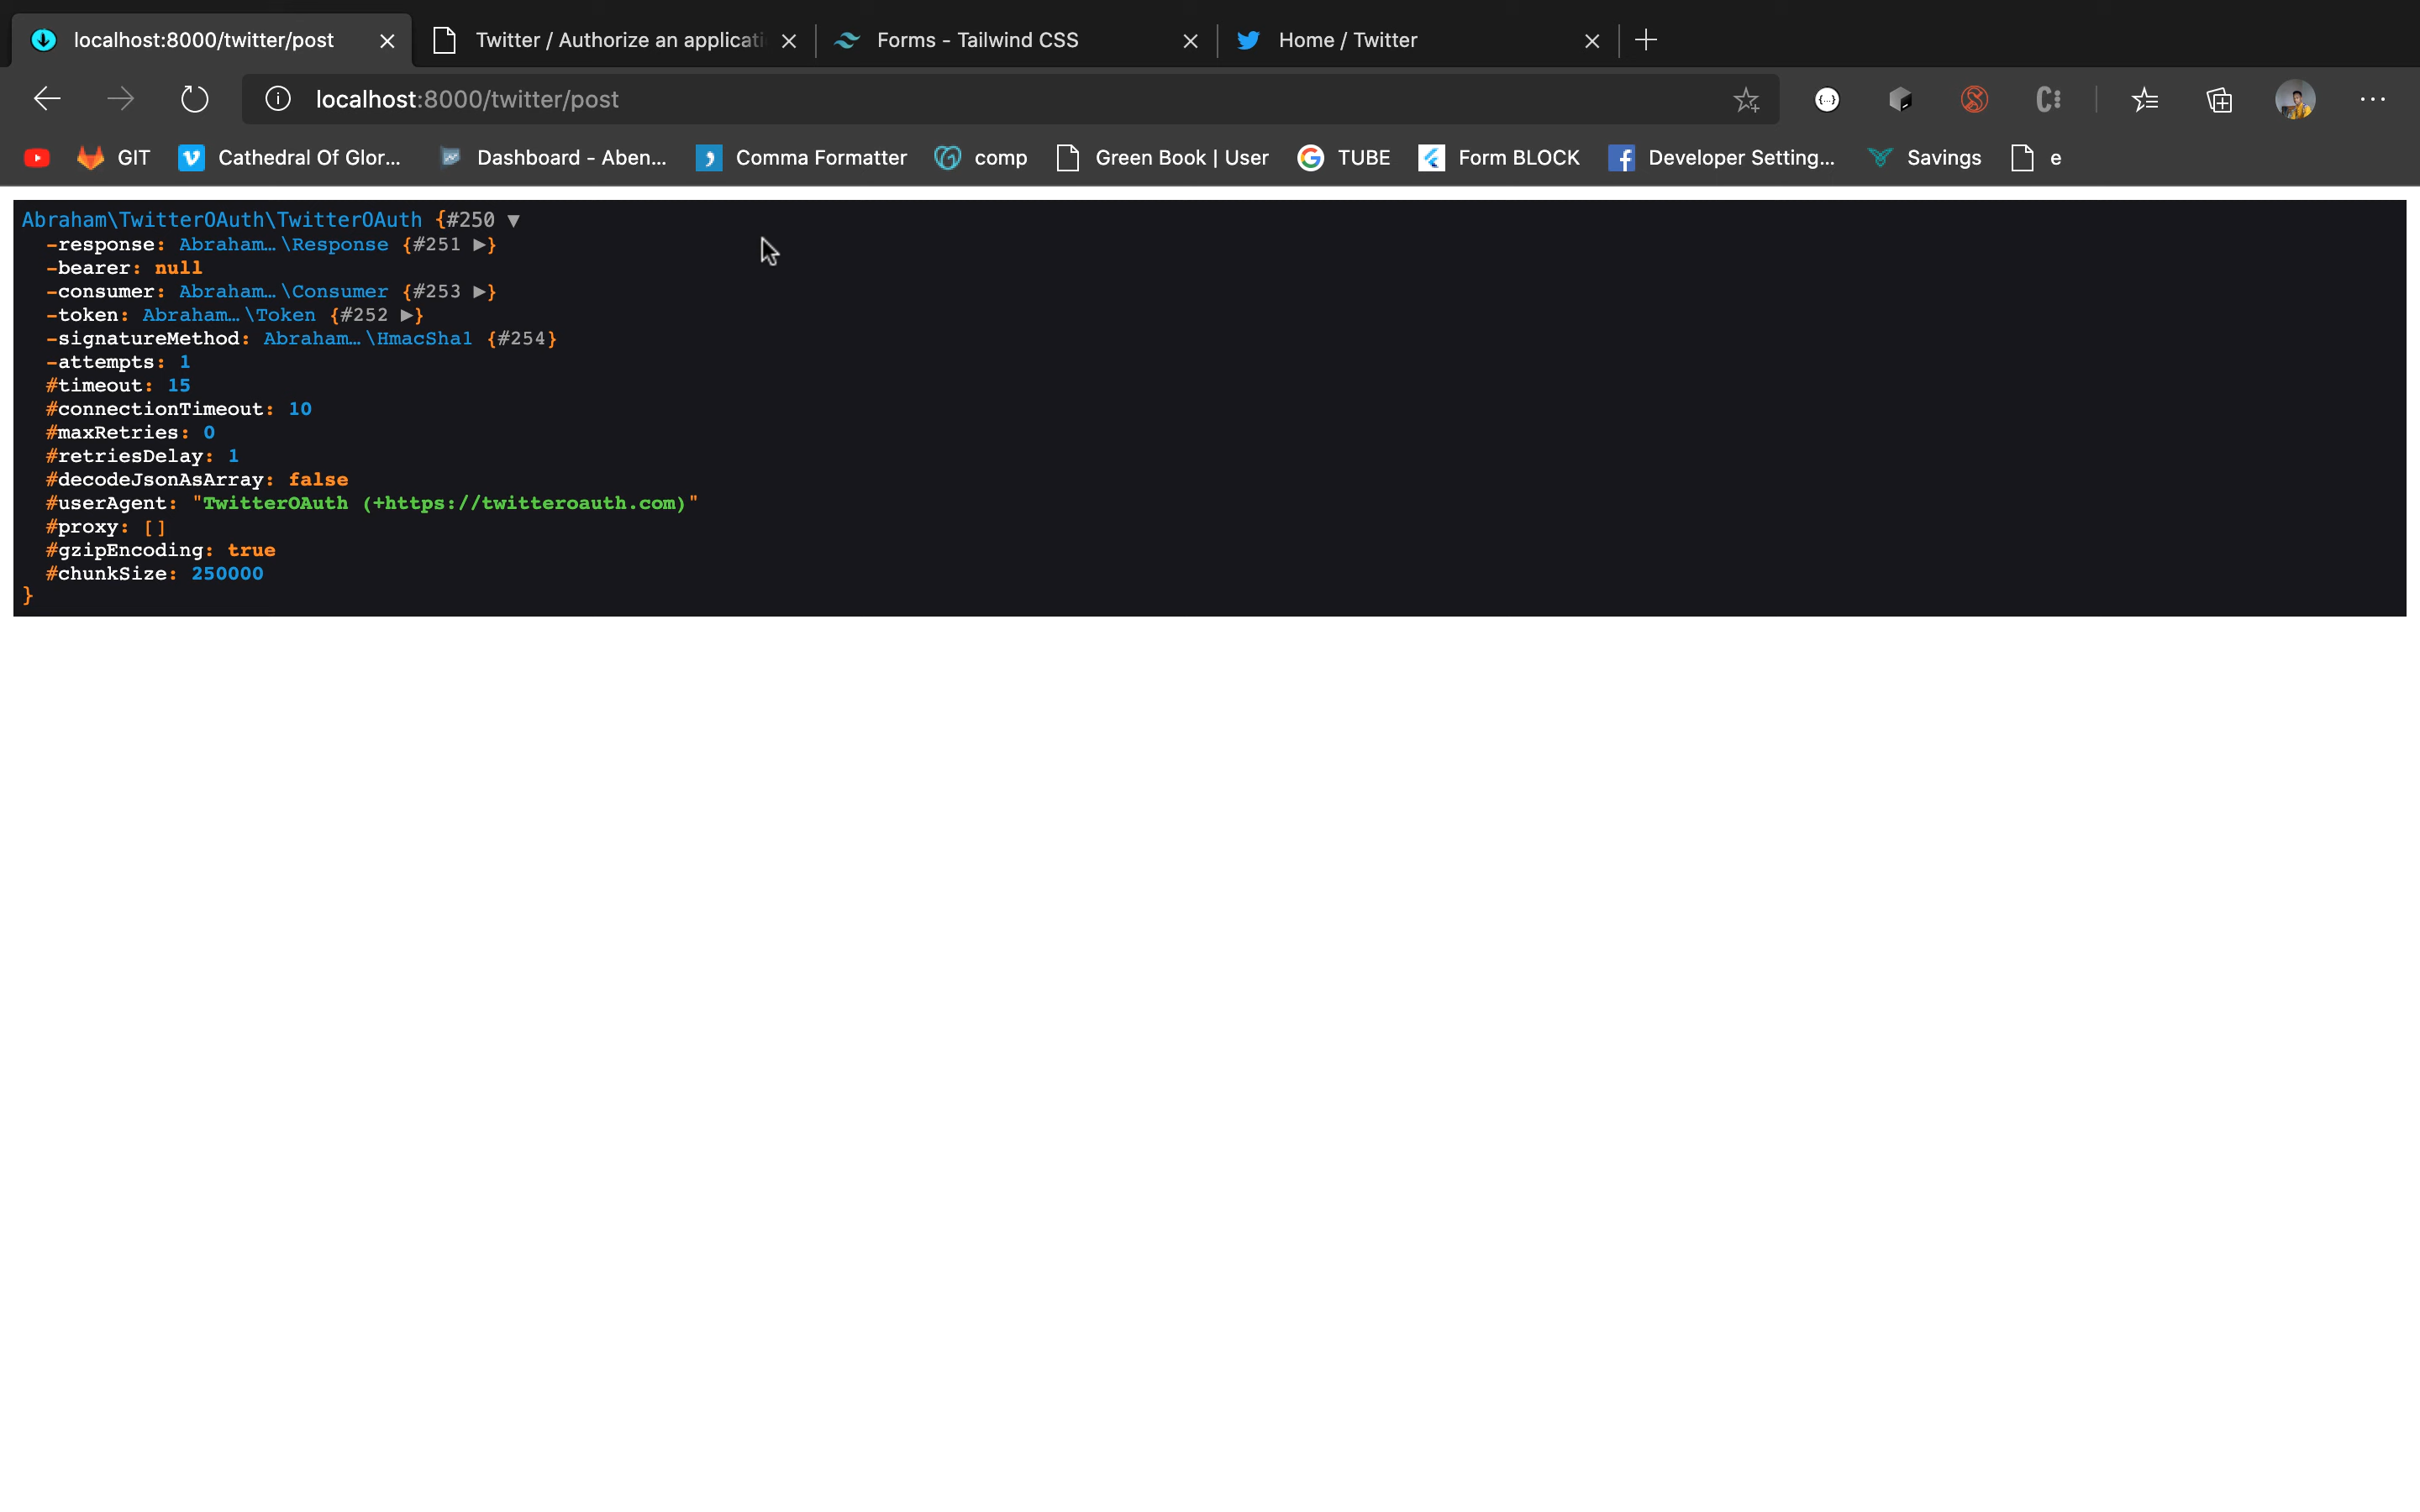 localhost:8000/twitter/post
Twitter / Authorize an applicati
Forms - Tailwind CSS
Home / Twitter
localhost:8000/twitter/post
GIT
Cathedral Of Glor...
Dashboard - Aben...
Comma Formatter
comp
Green Book | User
TUBE
Form BLOCK
Developer Setting...
Savings
e
Abraham\TwitterOAuth\TwitterOAuth {#250 ▼
-response: Abraham…\Response {#251 ▶}
-bearer: null
-consumer: Abraham…\Consumer {#253 ▶}
-token: Abraham…\Token {#252 ▶}
-signatureMethod: Abraham…\HmacSha1 {#254}
-attempts: 1
#timeout: 15
#connectionTimeout: 10
#maxRetries: 0
#retriesDelay: 1
#decodeJsonAsArray: false
#userAgent: "TwitterOAuth (+https://twitteroauth.com)"
#proxy: []
#gzipEncoding: true
#chunkSize: 250000
}